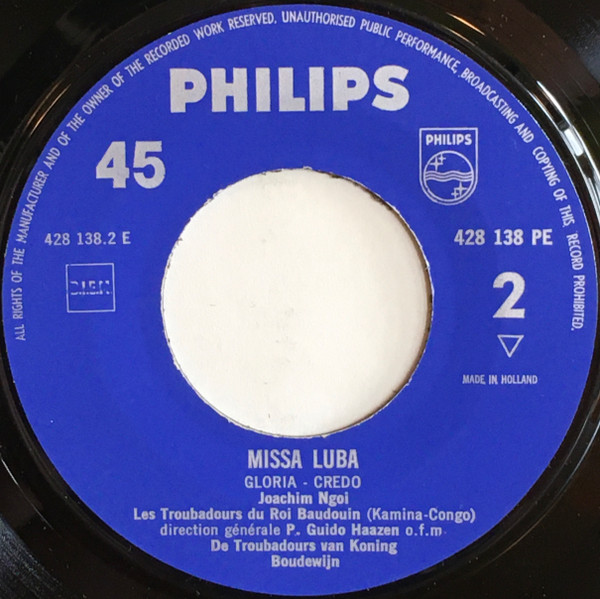 ALL RIGHTS OF THE MANUFACTURER AND OF THE OWNER OF THE RECORDED WORK RESERVED. UNAUTHORISED PUBLIC PERFORMANCE, BROADCASTING AND COPYING OF THIS RECORD PROHIBITED.
PHILIPS
45
PHILIPS
428 138.2 E
428 138 PE
2
MADE IN HOLLAND
MISSA LUBA
GLORIA - CREDO
Joachim Ngoi
Les Troubadours du Roi Baudouin (Kamina-Congo)
direction générale P. Guido Haazen o.f.m
De Troubadours van Koning
Boudewijn